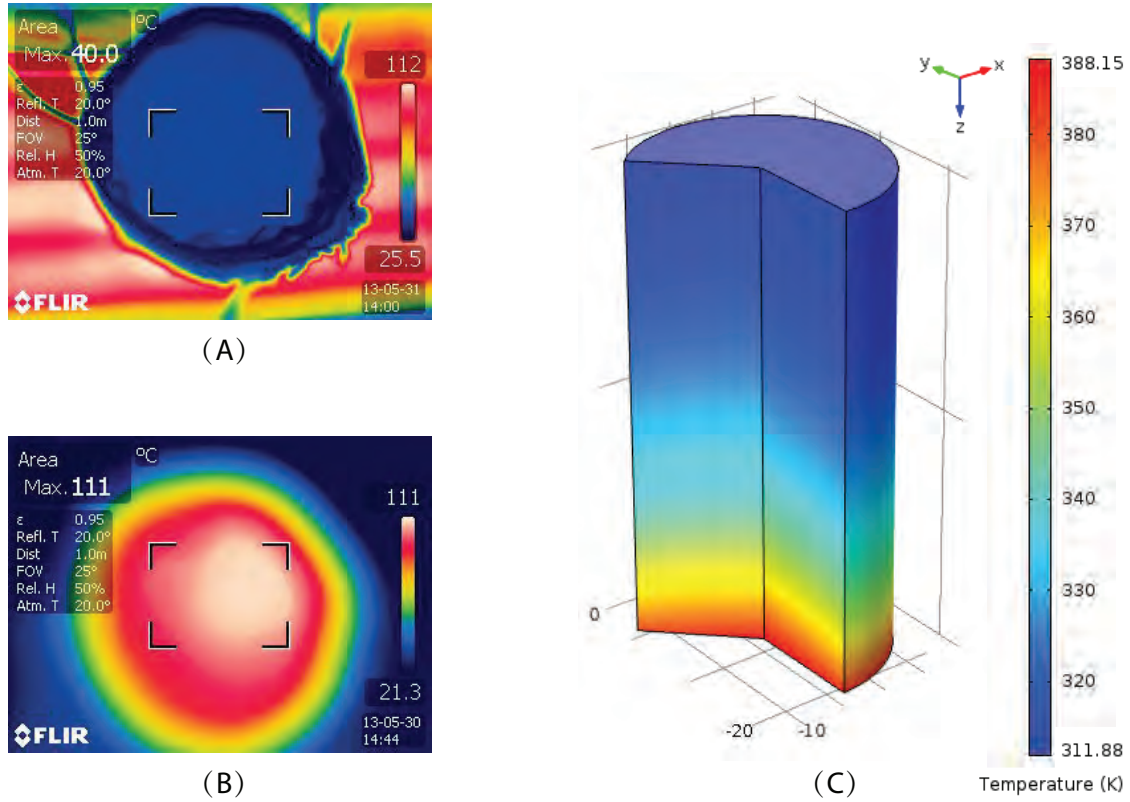 Area °C
Max. 40.0
ε 0.95
Refl. T 20.0°
Dist 1.0m
FOV 25°
Rel. H 50%
Atm. T 20.0°
112
25.5
13-05-31
14:00
FLIR
(A)
Area °C
Max. 111
ε 0.95
Refl. T 20.0°
Dist 1.0m
FOV 25°
Rel. H 50%
Atm. T 20.0°
111
21.3
13-05-30
14:44
FLIR
(B)
y x
z
0
-20 -10
388.15
380
370
360
350
340
330
320
311.88
Temperature (K)
(C)